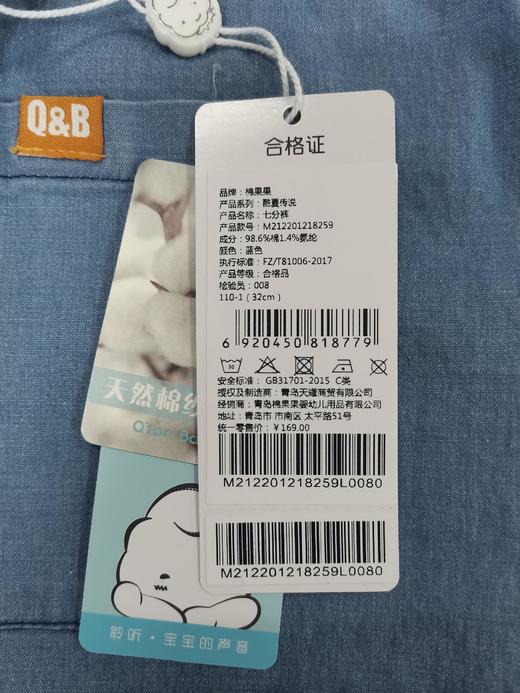 Q&B
合格证
品牌：棉果果
产品系列：酷夏传说
产品名称：七分裤
产品款号：M212201218259
成分：98.6%棉1.4%氨纶
颜色：蓝色
执行标准：FZ/T81006-2017
产品等级：合格品
检验员：008
110-1（32cm）
6 920450 818779
30
安全标准：GB31701-2015 C类
授权及制造商：青岛天耀商贸有限公司
经销商：青岛棉果果婴幼儿用品有限公司
地址：青岛市 市南区 太平路51号
统一零售价：￥169.00
M212201218259L0080
M212201218259L0080
天然棉
Q'ton Ba
聆听·宝宝的声音